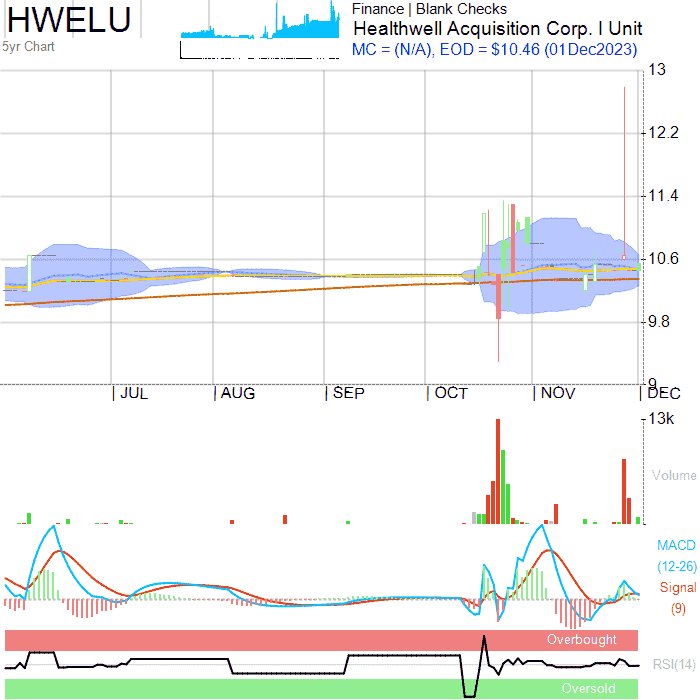 HWELU
5yr Chart
Finance | Blank Checks
Healthwell Acquisition Corp. I Unit
MC = (N/A), EOD = $10.46 (01Dec2023)
13
12.2
11.4
10.6
9.8
9
| JUL | AUG | SEP | OCT | NOV | DEC
13k
Volume
MACD
(12-26)
Signal
(9)
Overbought
RSI(14)
Oversold